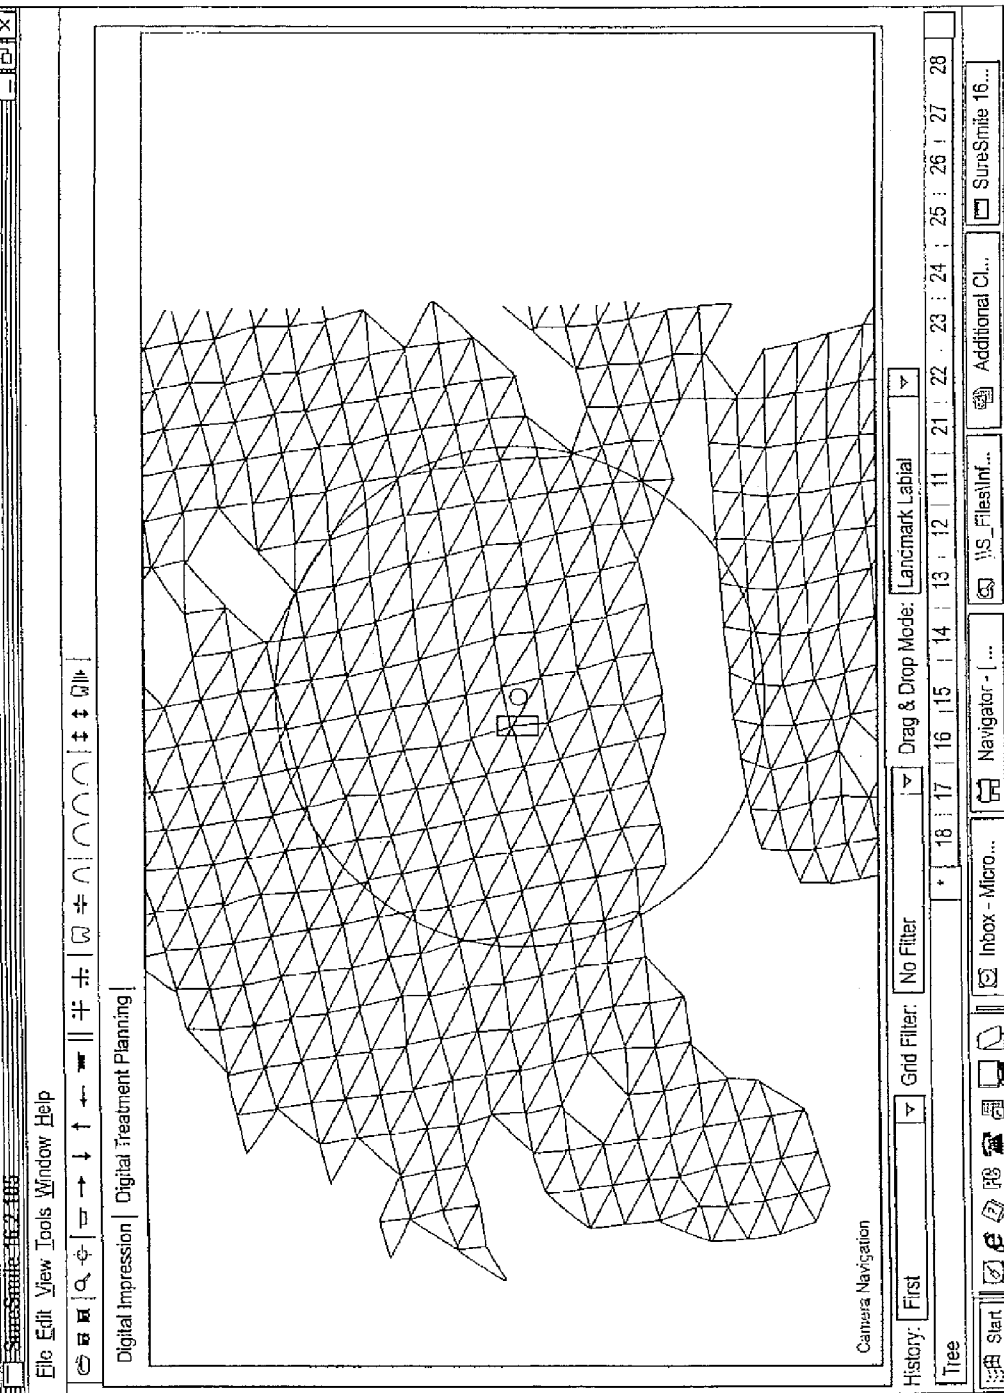 SureSmile 16.2.105
File Edit View Tools Window Help
Digital Impression | Digital Treatment Planning |
Camera Navigation
History: First Grid Filter: No Filter Drag & Drop Mode: Landmark Labial
Tree * 18 17 16 15 14 13 12 11 21 22 23 24 25 26 27 28
Start Inbox - Micro... Navigator - [ ... \\S_Files\Inf... Additional Cl... SureSmile 16...